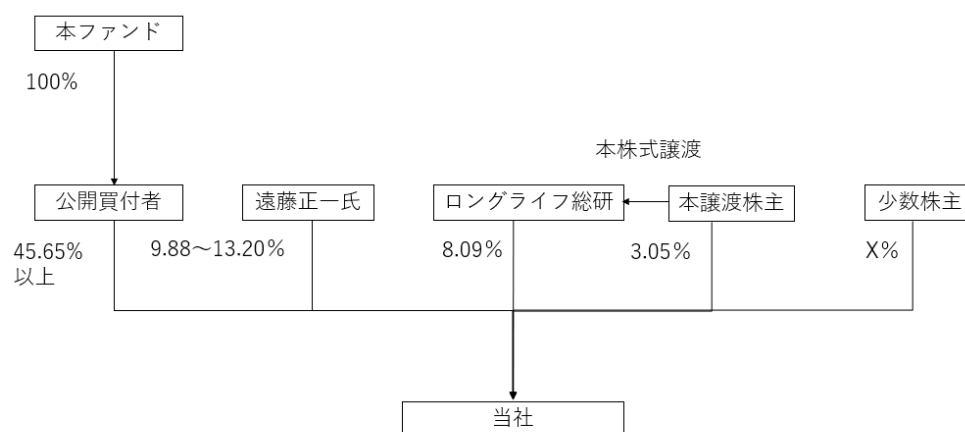 本ファンド
100%
本株式譲渡
公開買付者
遠藤正一氏
ロングライフ総研
本譲渡株主
少数株主
45.65%
以上
9.88～13.20%
8.09%
3.05%
X%
当社